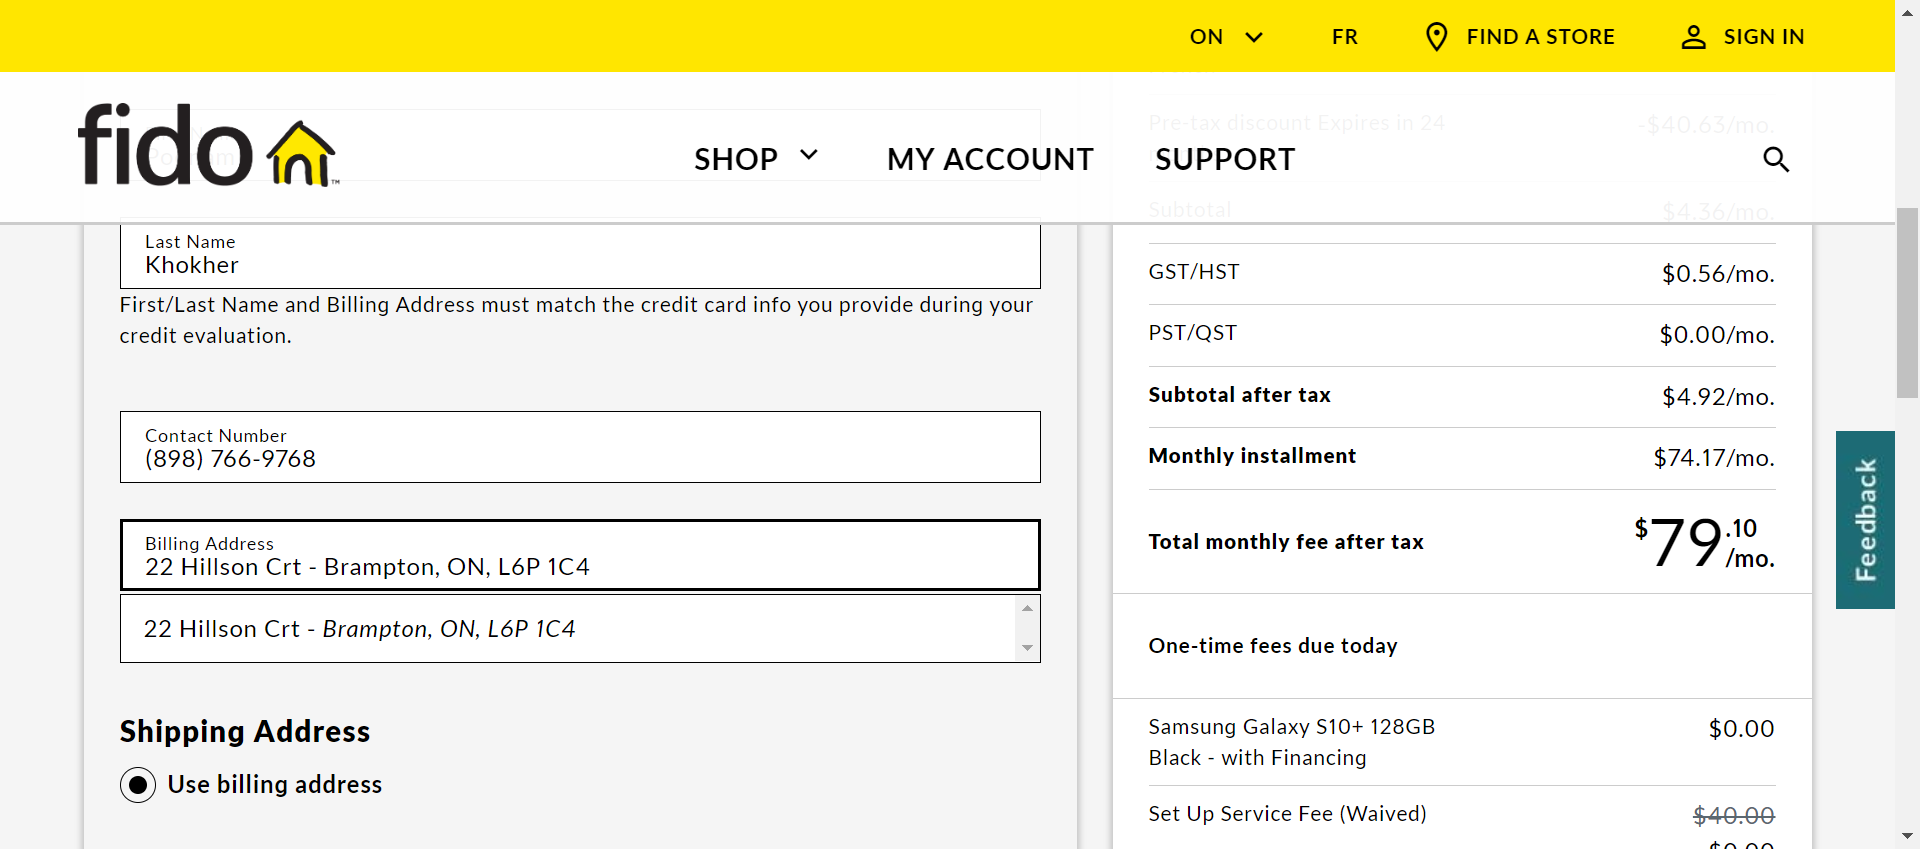 ON
FR
FIND A STORE
SIGN IN
fido
TM
SHOP
MY ACCOUNT
SUPPORT
Last Name
Khokher
First/Last Name and Billing Address must match the credit card info you provide during your
credit evaluation.
Contact Number
(898) 766-9768
Billing Address
22 Hillson Crt - Brampton, ON, L6P 1C4
22 Hillson Crt - Brampton, ON, L6P 1C4
Shipping Address
Use billing address
Pre-tax discount Expires in 24
-$40.63/mo.
Subtotal
$4.36/mo.
GST/HST
$0.56/mo.
PST/QST
$0.00/mo.
Subtotal after tax
$4.92/mo.
Monthly installment
$74.17/mo.
Total monthly fee after tax
$79.10/mo.
One-time fees due today
Samsung Galaxy S10+ 128GB
Black - with Financing
$0.00
Set Up Service Fee (Waived)
$40.00
$0.00
Feedback